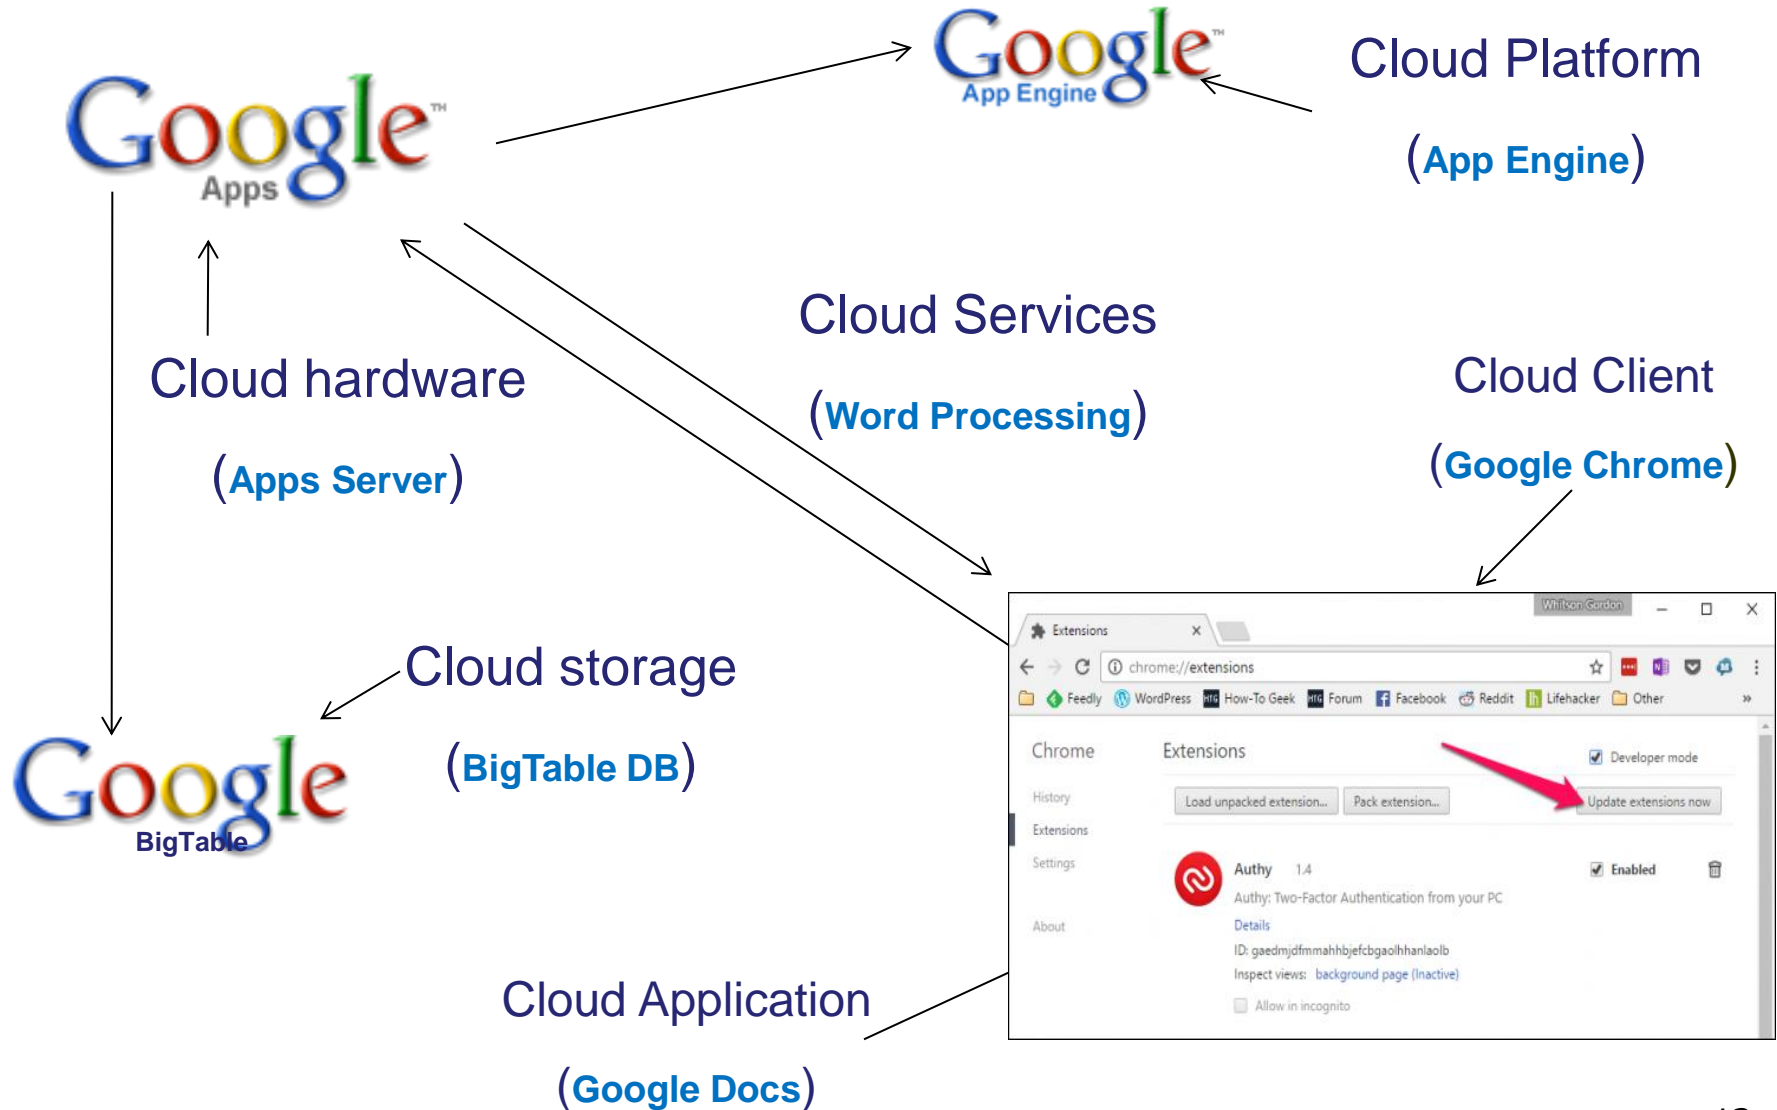 Google™
App Engine
Cloud Platform
(App Engine)
Google™
Apps
Cloud Services
(Word Processing)
Cloud hardware
(Apps Server)
Cloud Client
(Google Chrome)
Whitson Gordon
Extensions
chrome://extensions
Feedly WordPress How-To Geek Forum Facebook Reddit Lifehacker Other »
Chrome Extensions Developer mode
History Load unpacked extension... Pack extension... Update extensions now
Extensions
Settings
Authy 1.4 Enabled
Authy: Two-Factor Authentication from your PC
About Details
ID: gaedmjdfmmahhbjefcbgaolhhanlaolb
Inspect views: background page (Inactive)
Allow in incognito
Cloud storage
(BigTable DB)
Google
BigTable
Cloud Application
(Google Docs)